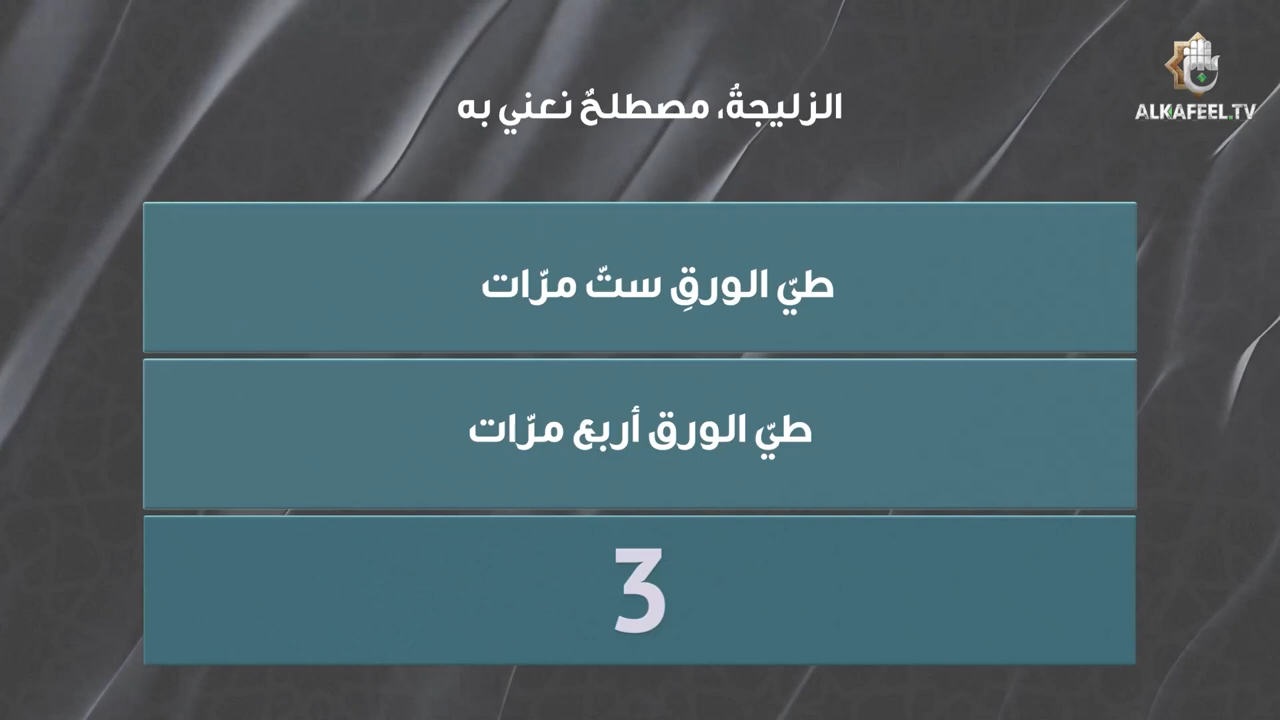 الزليجةُ، مصطلحٌ نعني به
ALKAFEEL.TV
طيّ الورقِ ستّ مرّات
طيّ الورق أربع مرّات
3